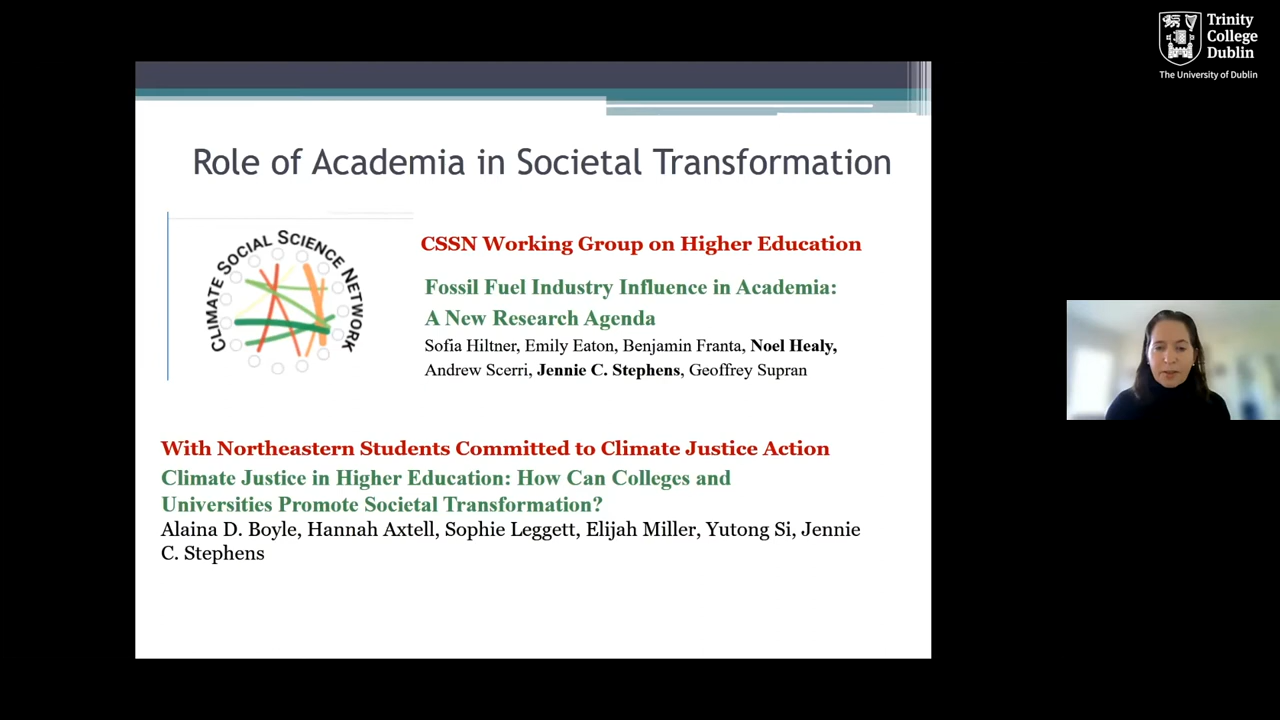 Trinity
College
Dublin
The University of Dublin
Role of Academia in Societal Transformation
CLIMATE SOCIAL SCIENCE NETWORK
CSSN Working Group on Higher Education
Fossil Fuel Industry Influence in Academia:
A New Research Agenda
Sofia Hiltner, Emily Eaton, Benjamin Franta, Noel Healy,
Andrew Scerri, Jennie C. Stephens, Geoffrey Supran
With Northeastern Students Committed to Climate Justice Action
Climate Justice in Higher Education: How Can Colleges and
Universities Promote Societal Transformation?
Alaina D. Boyle, Hannah Axtell, Sophie Leggett, Elijah Miller, Yutong Si, Jennie
C. Stephens